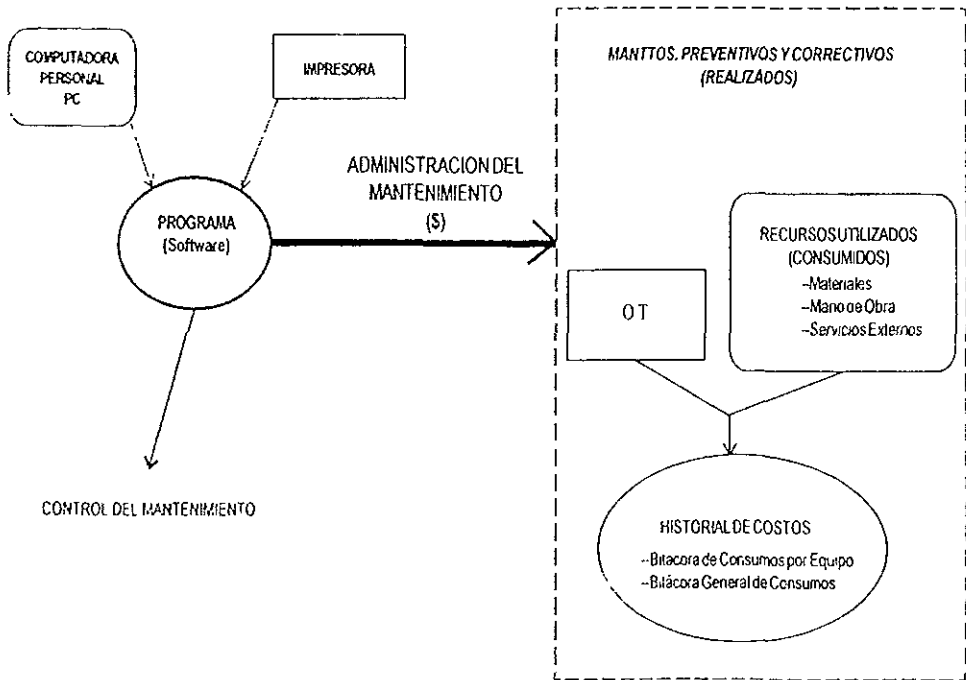 COMPUTADORA
PERSONAL
PC
IMPRESORA
PROGRAMA
(Software)
ADMINISTRACION DEL
MANTENIMIENTO
($)
CONTROL DEL MANTENIMIENTO
MANTTOS. PREVENTIVOS Y CORRECTIVOS
(REALIZADOS)
OT
RECURSOS UTILIZADOS
(CONSUMIDOS)
--Materiales
--Mano de Obra
--Servicios Externos
HISTORIAL DE COSTOS
--Bitacora de Consumos por Equipo
--Bitácora General de Consumos